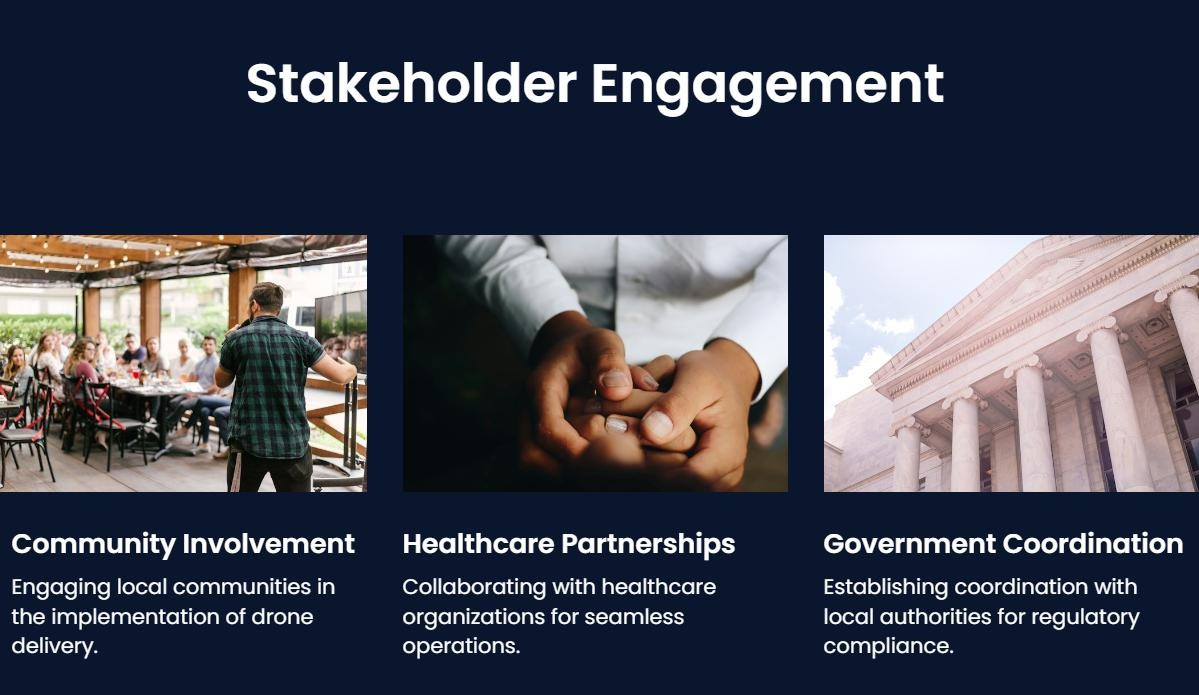 Stakeholder Engagement
Community Involvement
Engaging local communities in
the implementation of drone
delivery.
Healthcare Partnerships
Collaborating with healthcare
organizations for seamless
operations.
Government Coordination
Establishing coordination with
local authorities for regulatory
compliance.